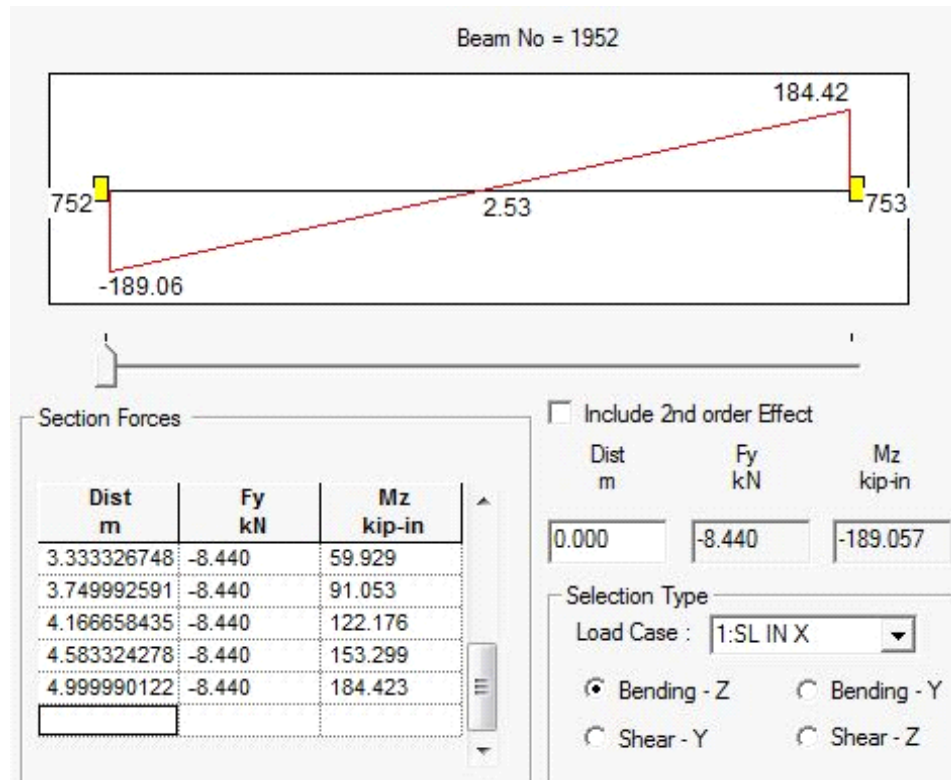 Beam No = 1952
184.42
752
2.53
753
-189.06
Section Forces
Dist
m
Fy
kN
Mz
kip-in
3.333326748 -8.440 59.929
3.749992591 -8.440 91.053
4.166658435 -8.440 122.176
4.583324278 -8.440 153.299
4.999990122 -8.440 184.423
Include 2nd order Effect
Dist
m
Fy
kN
Mz
kip-in
0.000 -8.440 -189.057
Selection Type
Load Case : 1:SL IN X
Bending - Z Bending - Y
Shear - Y Shear - Z